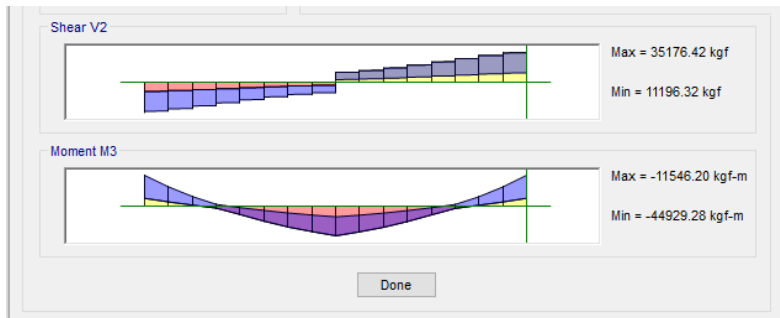 Shear V2
Max = 35176.42 kgf
Min = 11196.32 kgf
Moment M3
Max = -11546.20 kgf-m
Min = -44929.28 kgf-m
Done